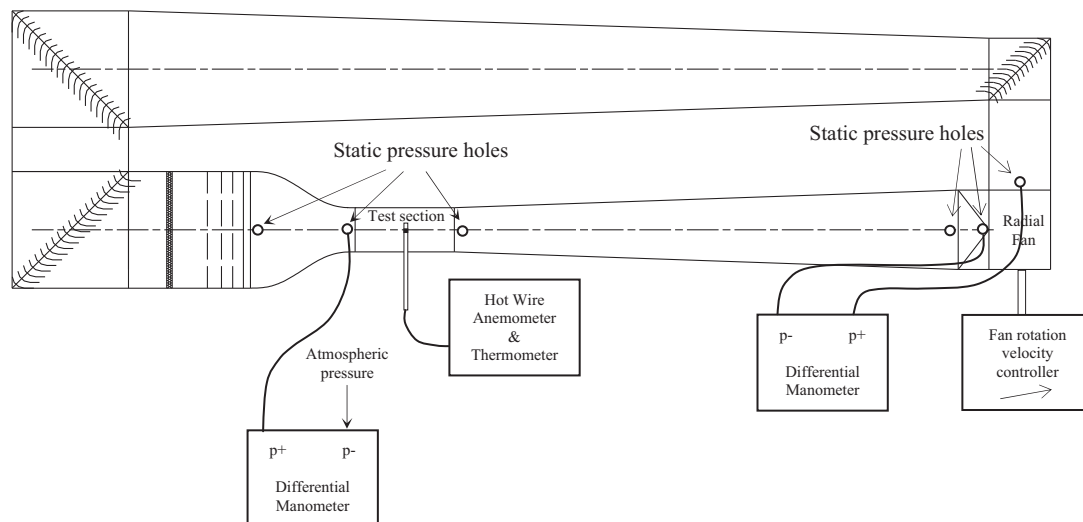 Static pressure holes
Static pressure holes
Test section
Radial
Fan
Hot Wire
Anemometer
&
Thermometer
Atmospheric
pressure
p+ p-
Differential
Manometer
p- p+
Differential
Manometer
Fan rotation
velocity
controller